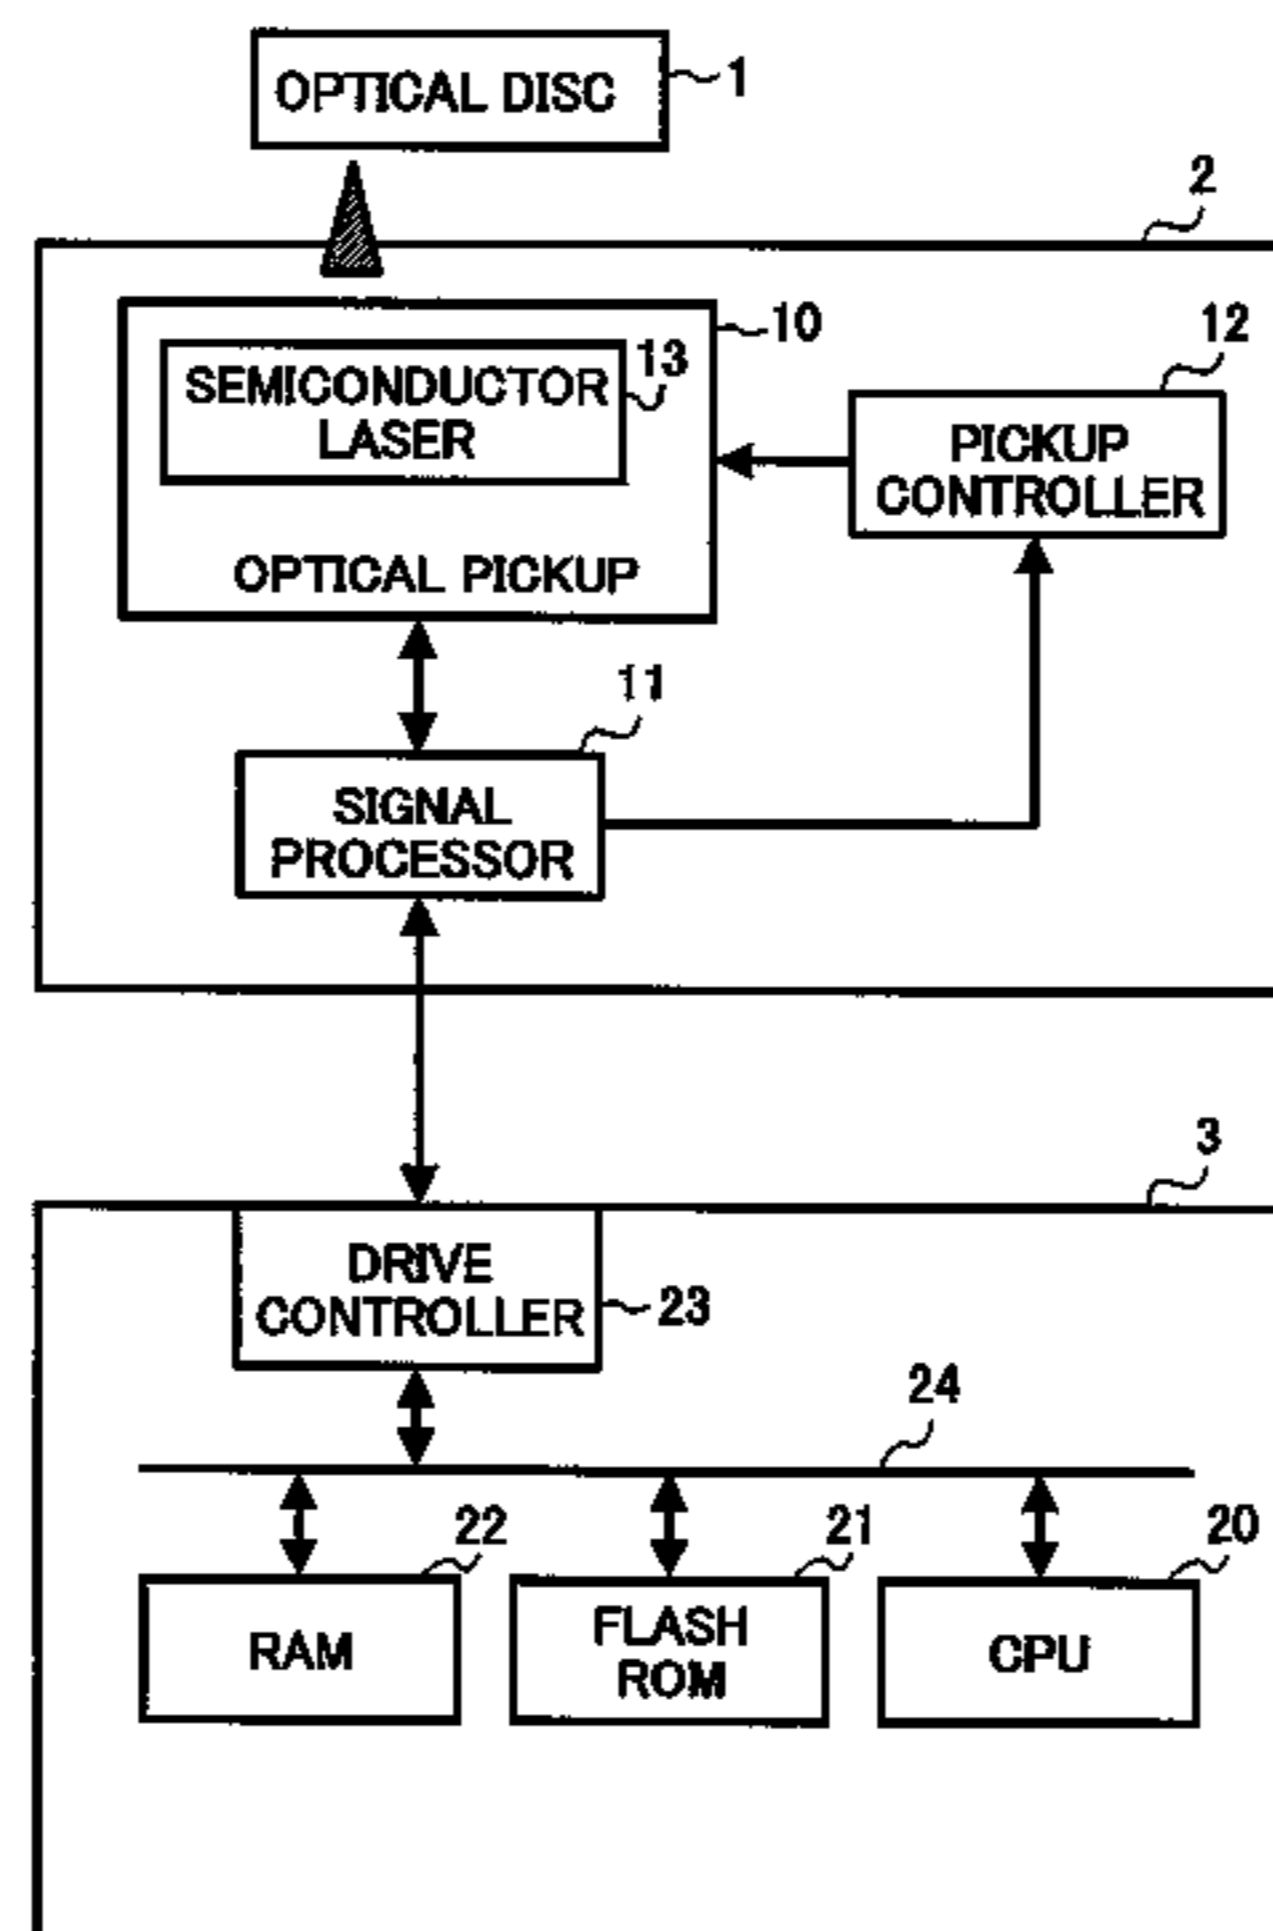 OPTICAL DISC
1
2
10
12
13
SEMICONDUCTOR
LASER
PICKUP
CONTROLLER
OPTICAL PICKUP
11
SIGNAL
PROCESSOR
3
DRIVE
CONTROLLER
23
24
22
21
20
RAM
FLASH
ROM
CPU